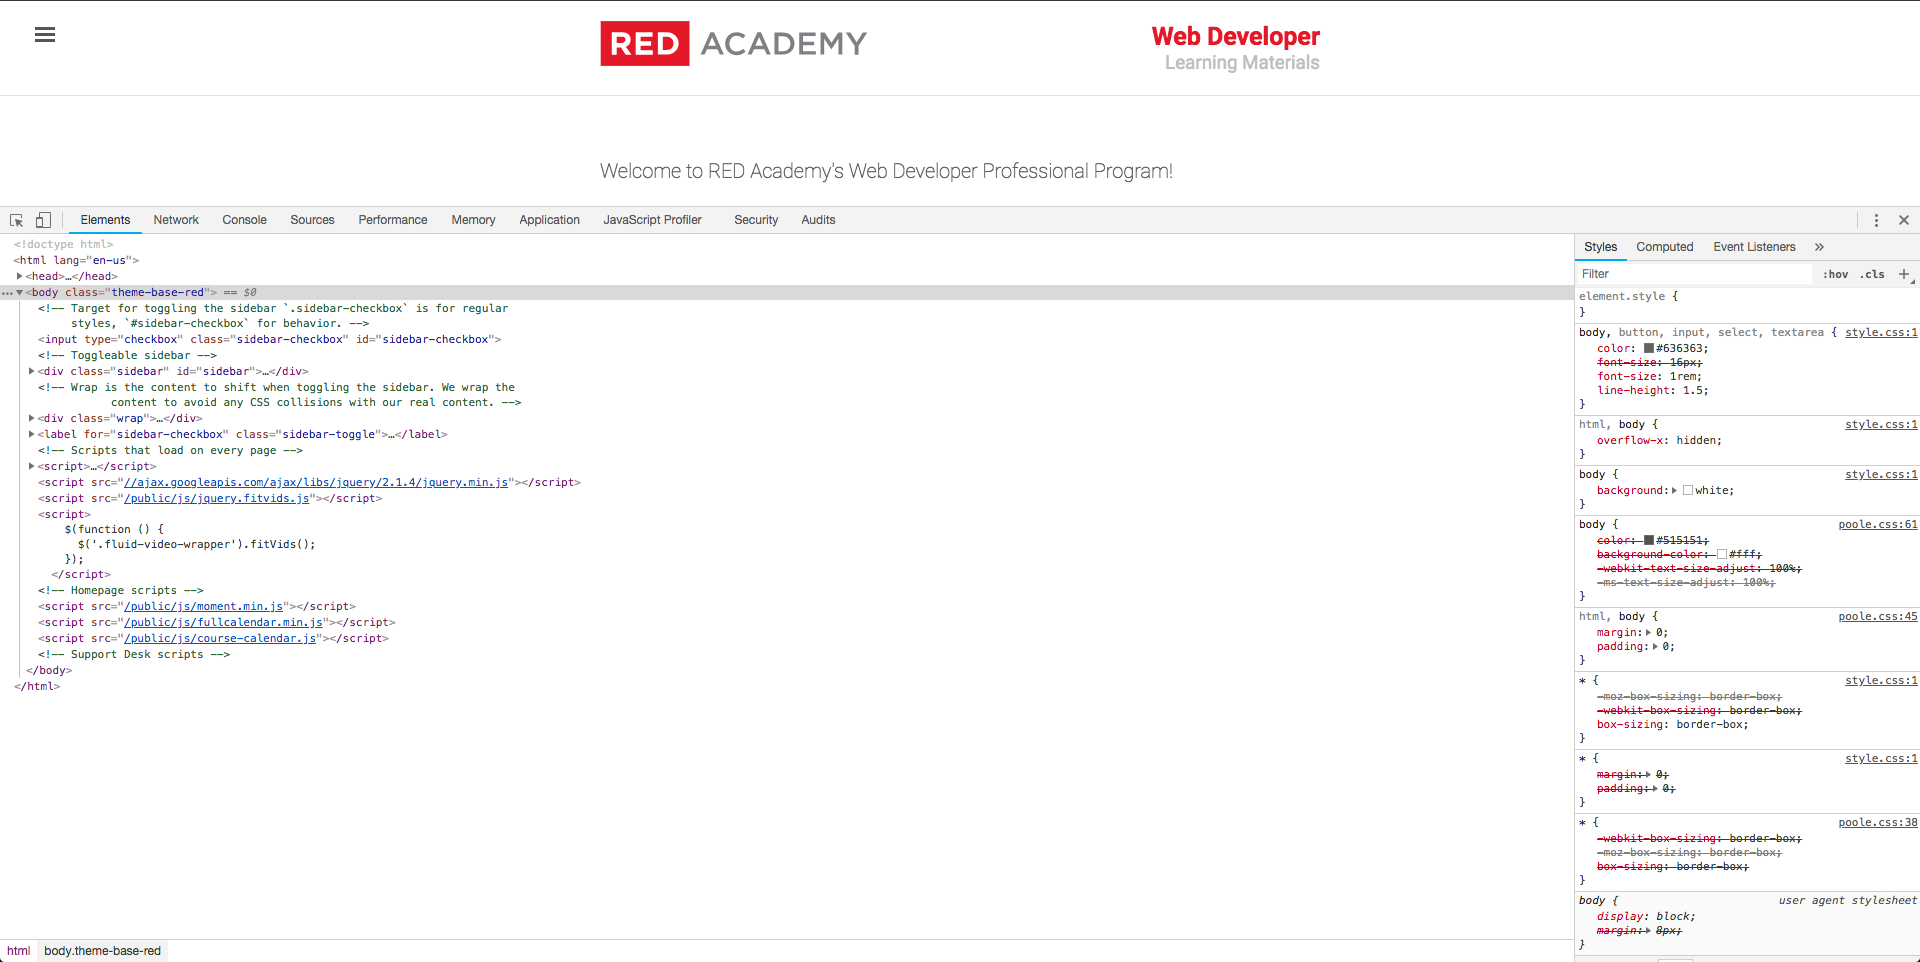 RED ACADEMY
Web Developer
Learning Materials
Welcome to RED Academy's Web Developer Professional Program!
Elements Network Console Sources Performance Memory Application JavaScript Profiler Security Audits
<!doctype html>
<html lang="en-us">
<head>…</head>
<body class="theme-base-red"> == $0
<!-- Target for toggling the sidebar `.sidebar-checkbox` is for regular
styles, `#sidebar-checkbox` for behavior. -->
<input type="checkbox" class="sidebar-checkbox" id="sidebar-checkbox">
<!-- Toggleable sidebar -->
<div class="sidebar" id="sidebar">…</div>
<!-- Wrap is the content to shift when toggling the sidebar. We wrap the
content to avoid any CSS collisions with our real content. -->
<div class="wrap">…</div>
<label for="sidebar-checkbox" class="sidebar-toggle">…</label>
<!-- Scripts that load on every page -->
<script>…</script>
<script src="//ajax.googleapis.com/ajax/libs/jquery/2.1.4/jquery.min.js"></script>
<script src="/public/js/jquery.fitvids.js"></script>
<script>
$(function () {
$('.fluid-video-wrapper').fitVids();
});
</script>
<!-- Homepage scripts -->
<script src="/public/js/moment.min.js"></script>
<script src="/public/js/fullcalendar.min.js"></script>
<script src="/public/js/course-calendar.js"></script>
<!-- Support Desk scripts -->
</body>
</html>
html body.theme-base-red
Styles Computed Event Listeners »
Filter :hov .cls +
element.style {
}
body, button, input, select, textarea { style.css:1
color: #636363;
font-size: 16px;
font-size: 1rem;
line-height: 1.5;
}
html, body { style.css:1
overflow-x: hidden;
}
body { style.css:1
background: white;
}
body { poole.css:61
color: #515151;
background-color: #fff;
-webkit-text-size-adjust: 100%;
-ms-text-size-adjust: 100%;
}
html, body { poole.css:45
margin: 0;
padding: 0;
}
* { style.css:1
-moz-box-sizing: border-box;
-webkit-box-sizing: border-box;
box-sizing: border-box;
}
* { style.css:1
margin: 0;
padding: 0;
}
* { poole.css:38
-webkit-box-sizing: border-box;
-moz-box-sizing: border-box;
box-sizing: border-box;
}
body { user agent stylesheet
display: block;
margin: 8px;
}